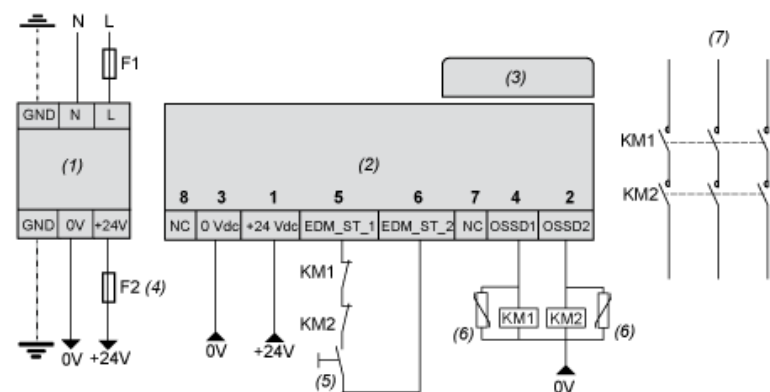 N L
(7)
F1
(3)
GND N L
KM1
(1)
(2)
KM2
8 3 1 5 6 7 4 2
GND 0V +24V
NC 0 Vdc +24 Vdc EDM_ST_1 EDM_ST_2 NC OSSD1 OSSD2
KM1
F2 (4)
KM2
KM1 KM2
(6) (6)
0V +24V
0V +24V
(5)
0V